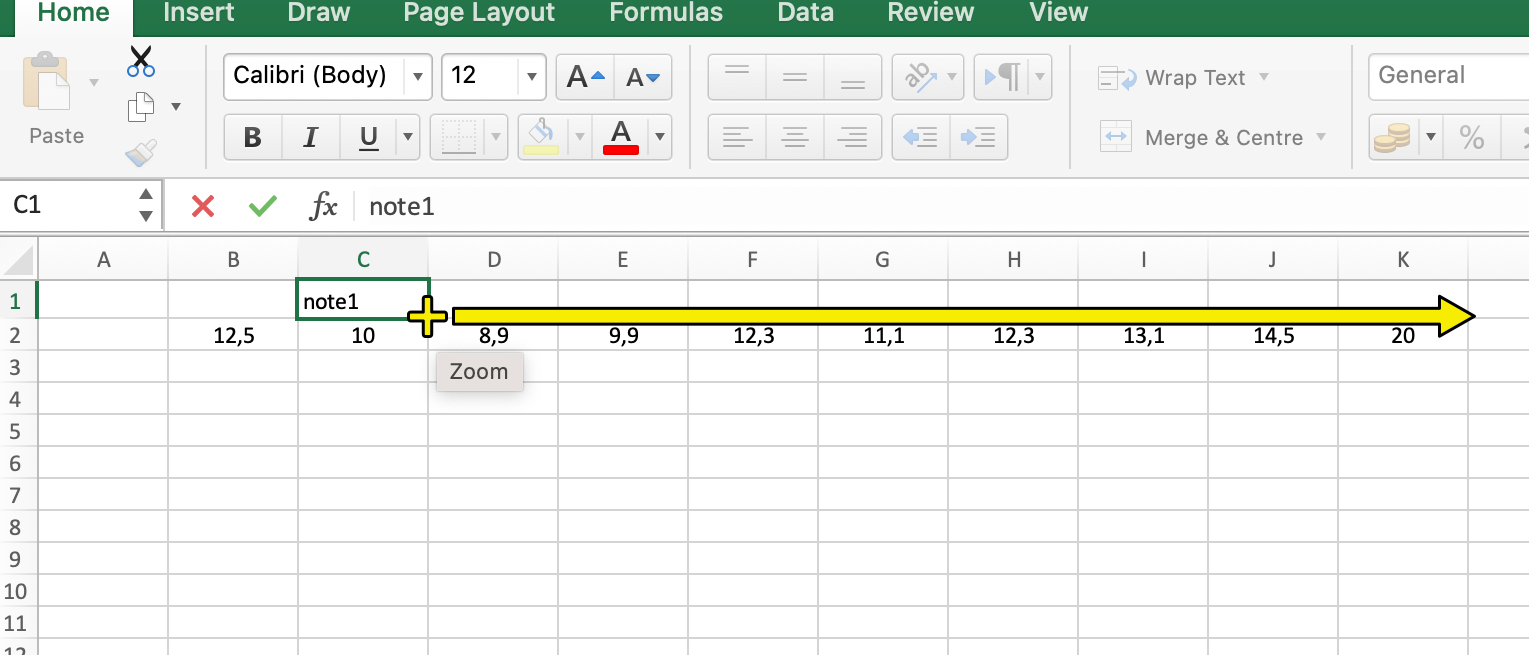 Home Insert Draw Page Layout Formulas Data Review View
Calibri (Body) 12 A A ab Wrap Text General
Paste B I U A Merge & Centre %
C1 fx note1
A B C D E F G H I J K
1 note1
2 12,5 10 8,9 9,9 12,3 11,1 12,3 13,1 14,5 20
3 Zoom
4
5
6
7
8
9
10
11
12